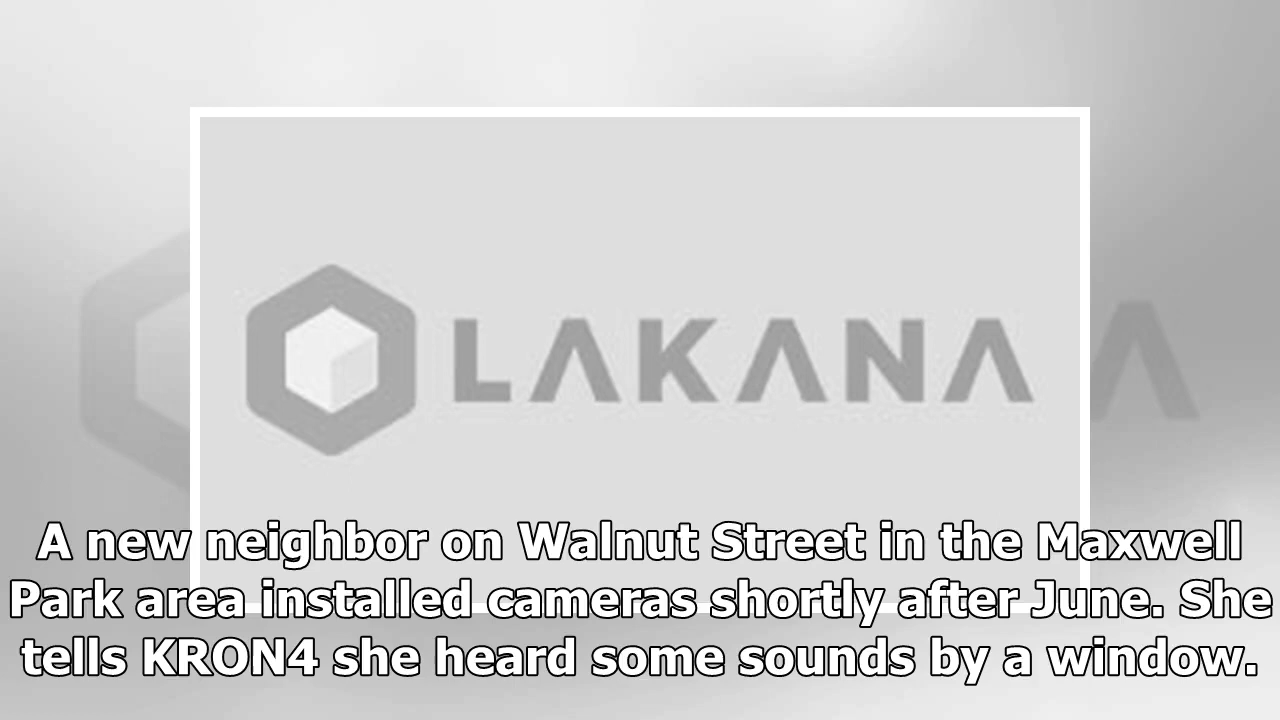 LAKANA
A new neighbor on Walnut Street in the Maxwell
Park area installed cameras shortly after June. She
tells KRON4 she heard some sounds by a window.